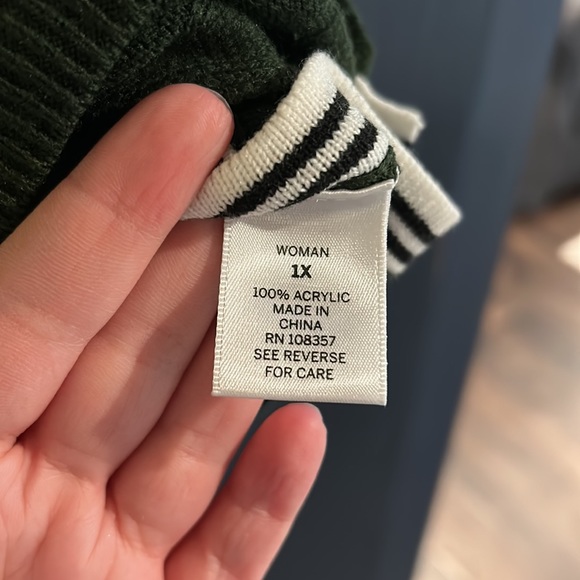 WOMAN
1X
100% ACRYLIC
MADE IN
CHINA
RN 108357
SEE REVERSE
FOR CARE